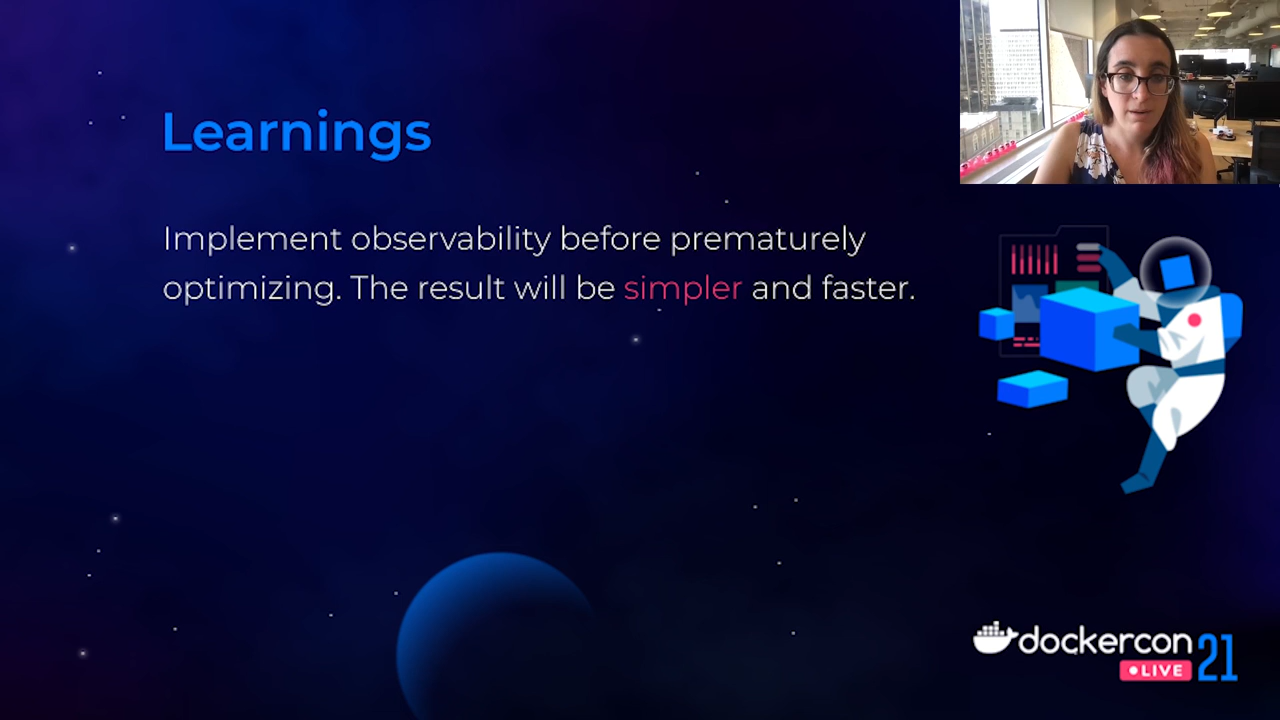 Learnings
Implement observability before prematurely
optimizing. The result will be simpler and faster.
dockercon
LIVE
21